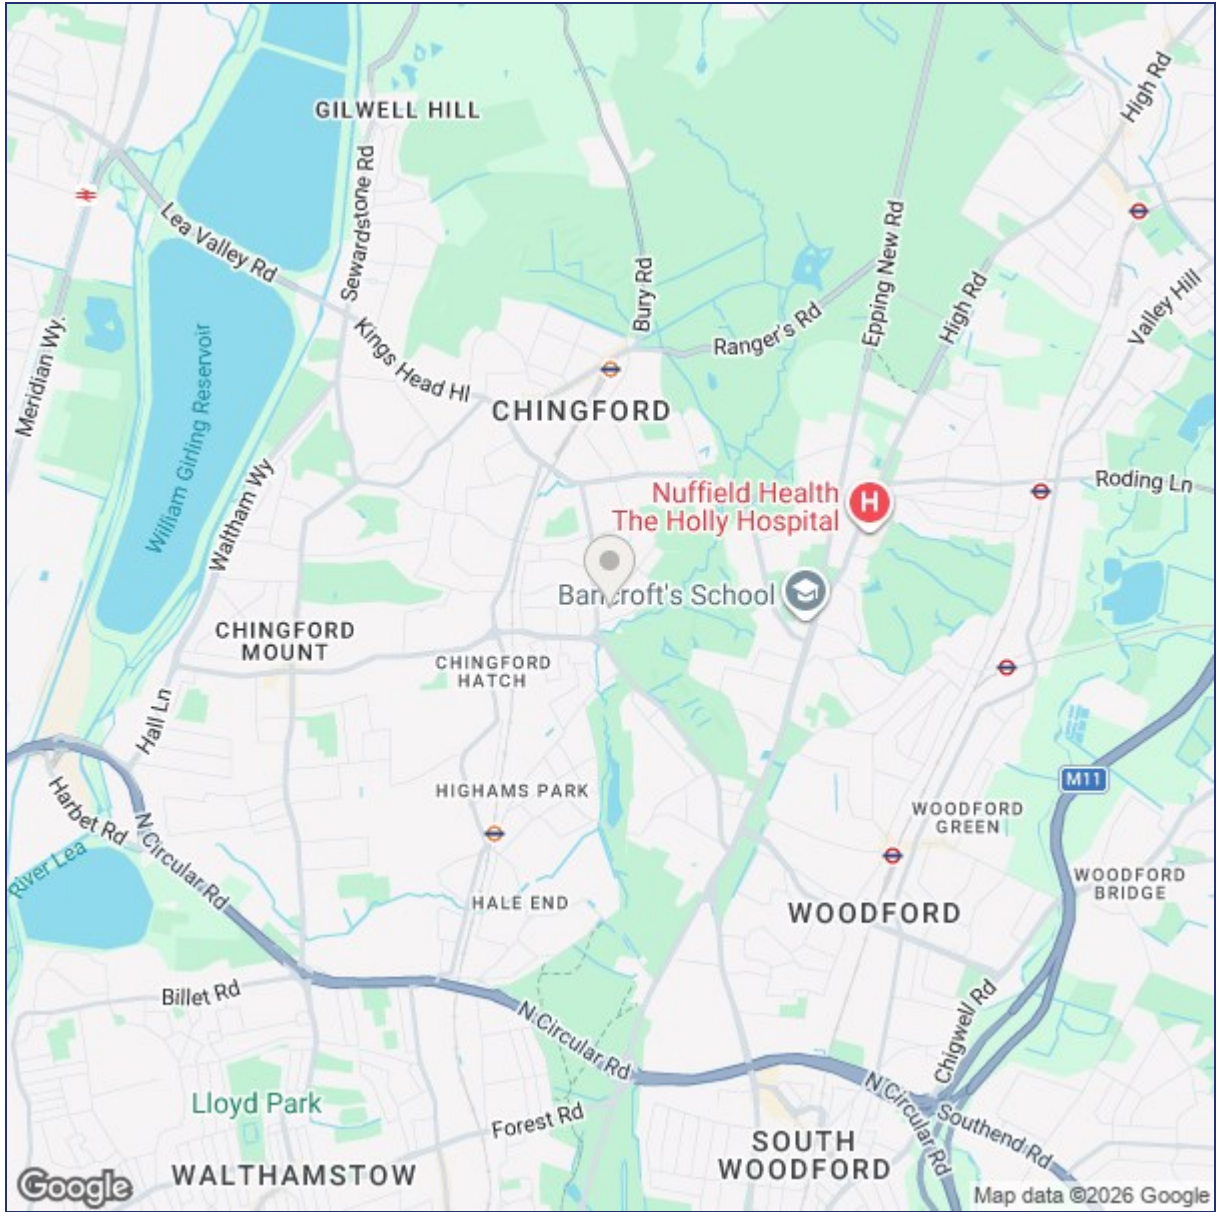 GILWELL HILL
High Rd
Sewardstone Rd
Lea Valley Rd
Epping New Rd
Bury Rd
High Rd
Valley Hill
Meridian Wy.
Kings Head Hl
Ranger's Rd
William Girling Reservoir
CHINGFORD
Waltham Wy
Roding Ln
Nuffield Health
The Holly Hospital
H
Bancroft's School
CHINGFORD
MOUNT
CHINGFORD
HATCH
Hall Ln
M11
Harbet Rd
HIGHAMS PARK
WOODFORD
GREEN
N Circular Rd
River Lea
WOODFORD
BRIDGE
HALE END
WOODFORD
Billet Rd
N Circular Rd
Chigwell Rd
Lloyd Park
Forest Rd
N Circular Rd
Southend Rd
SOUTH
WOODFORD
WALTHAMSTOW
Google
Map data ©2026 Google